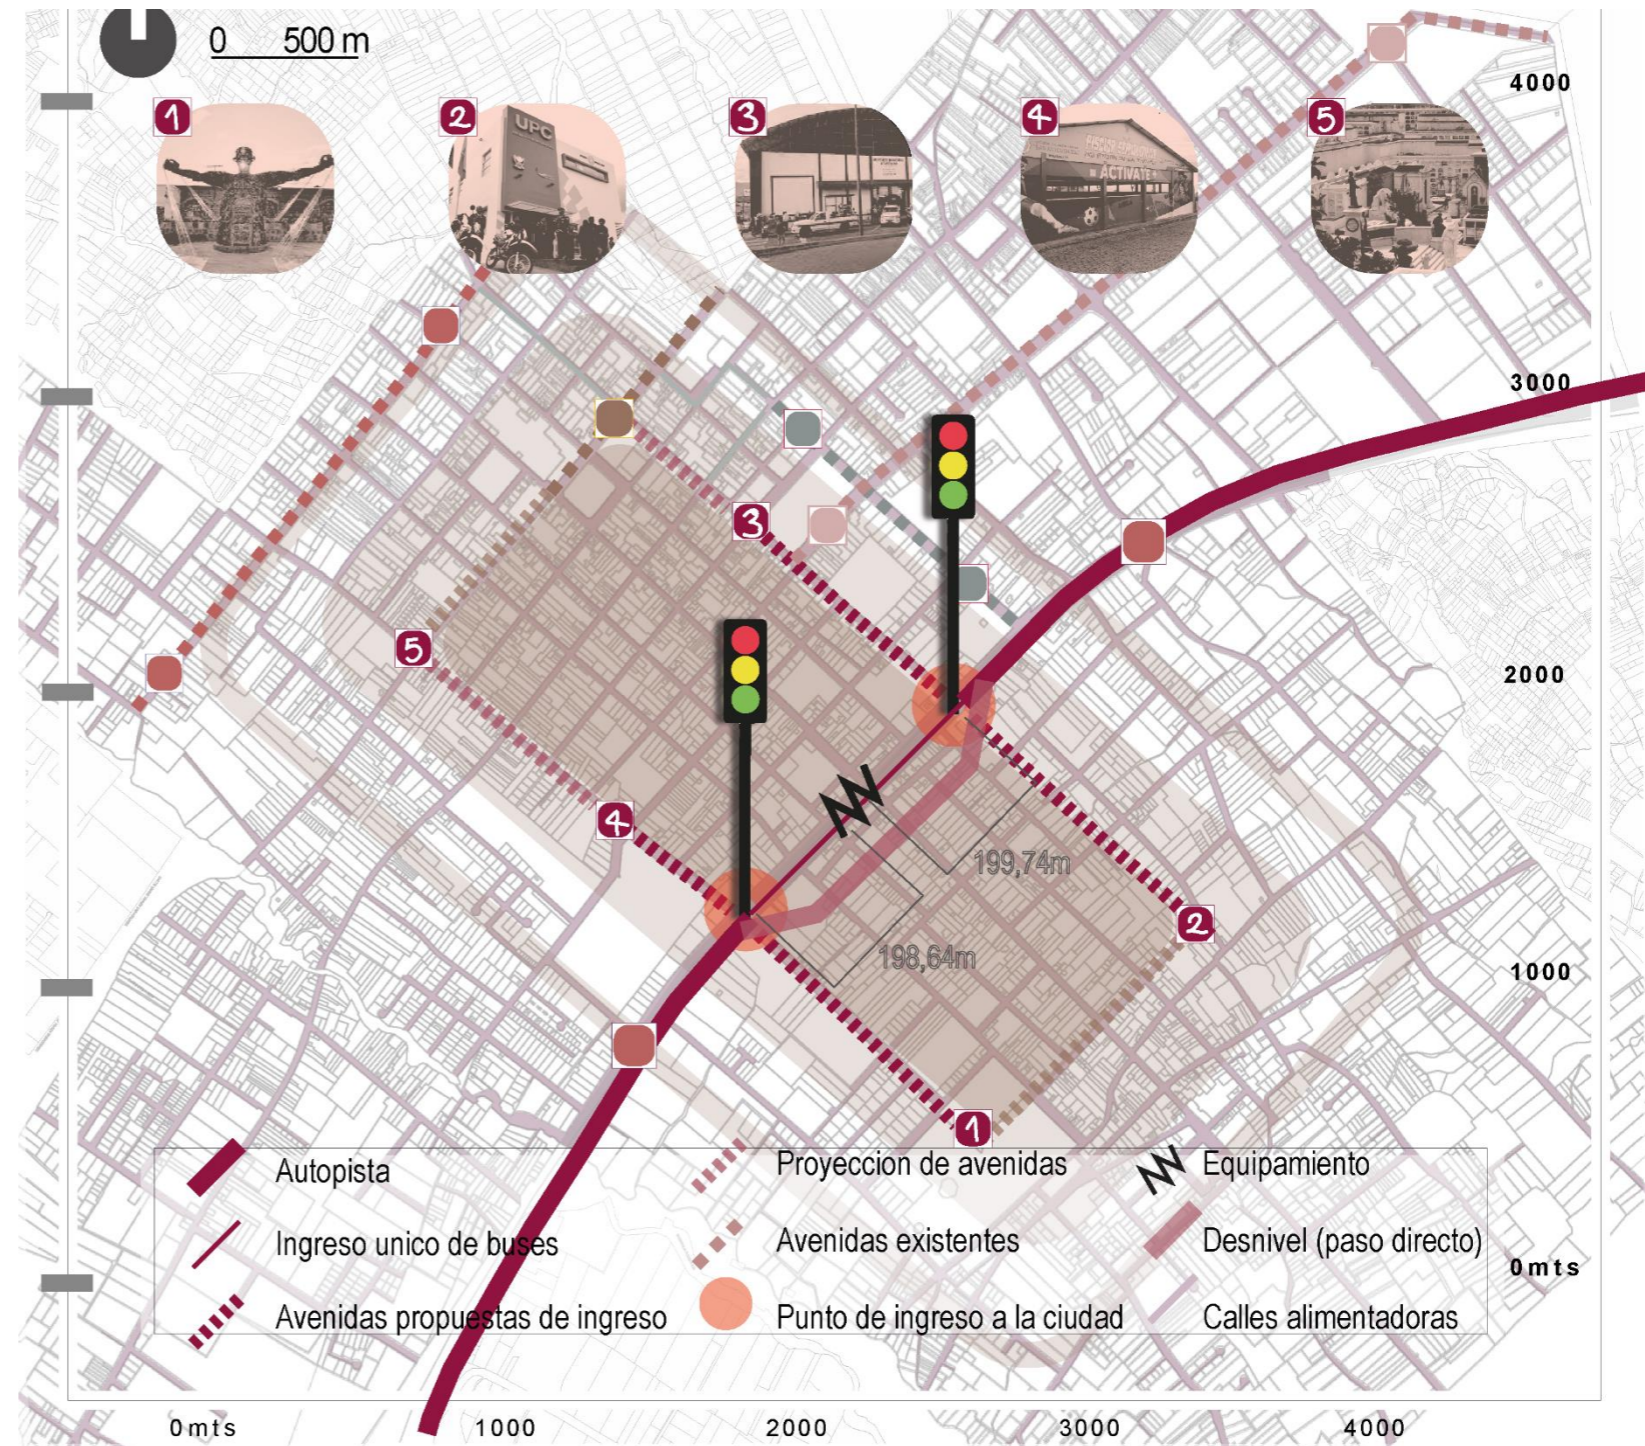 0 500 m
4000
1
2
3
4
5
UPC
ACTIVATE
3000
3
5
2000
4
199,74m
2
198,64m
1000
1
Autopista
Proyeccion de avenidas
Equipamiento
Ingreso unico de buses
Avenidas existentes
Desnivel (paso directo)
0mts
Avenidas propuestas de ingreso
Punto de ingreso a la ciudad
Calles alimentadoras
0mts
1000
2000
3000
4000